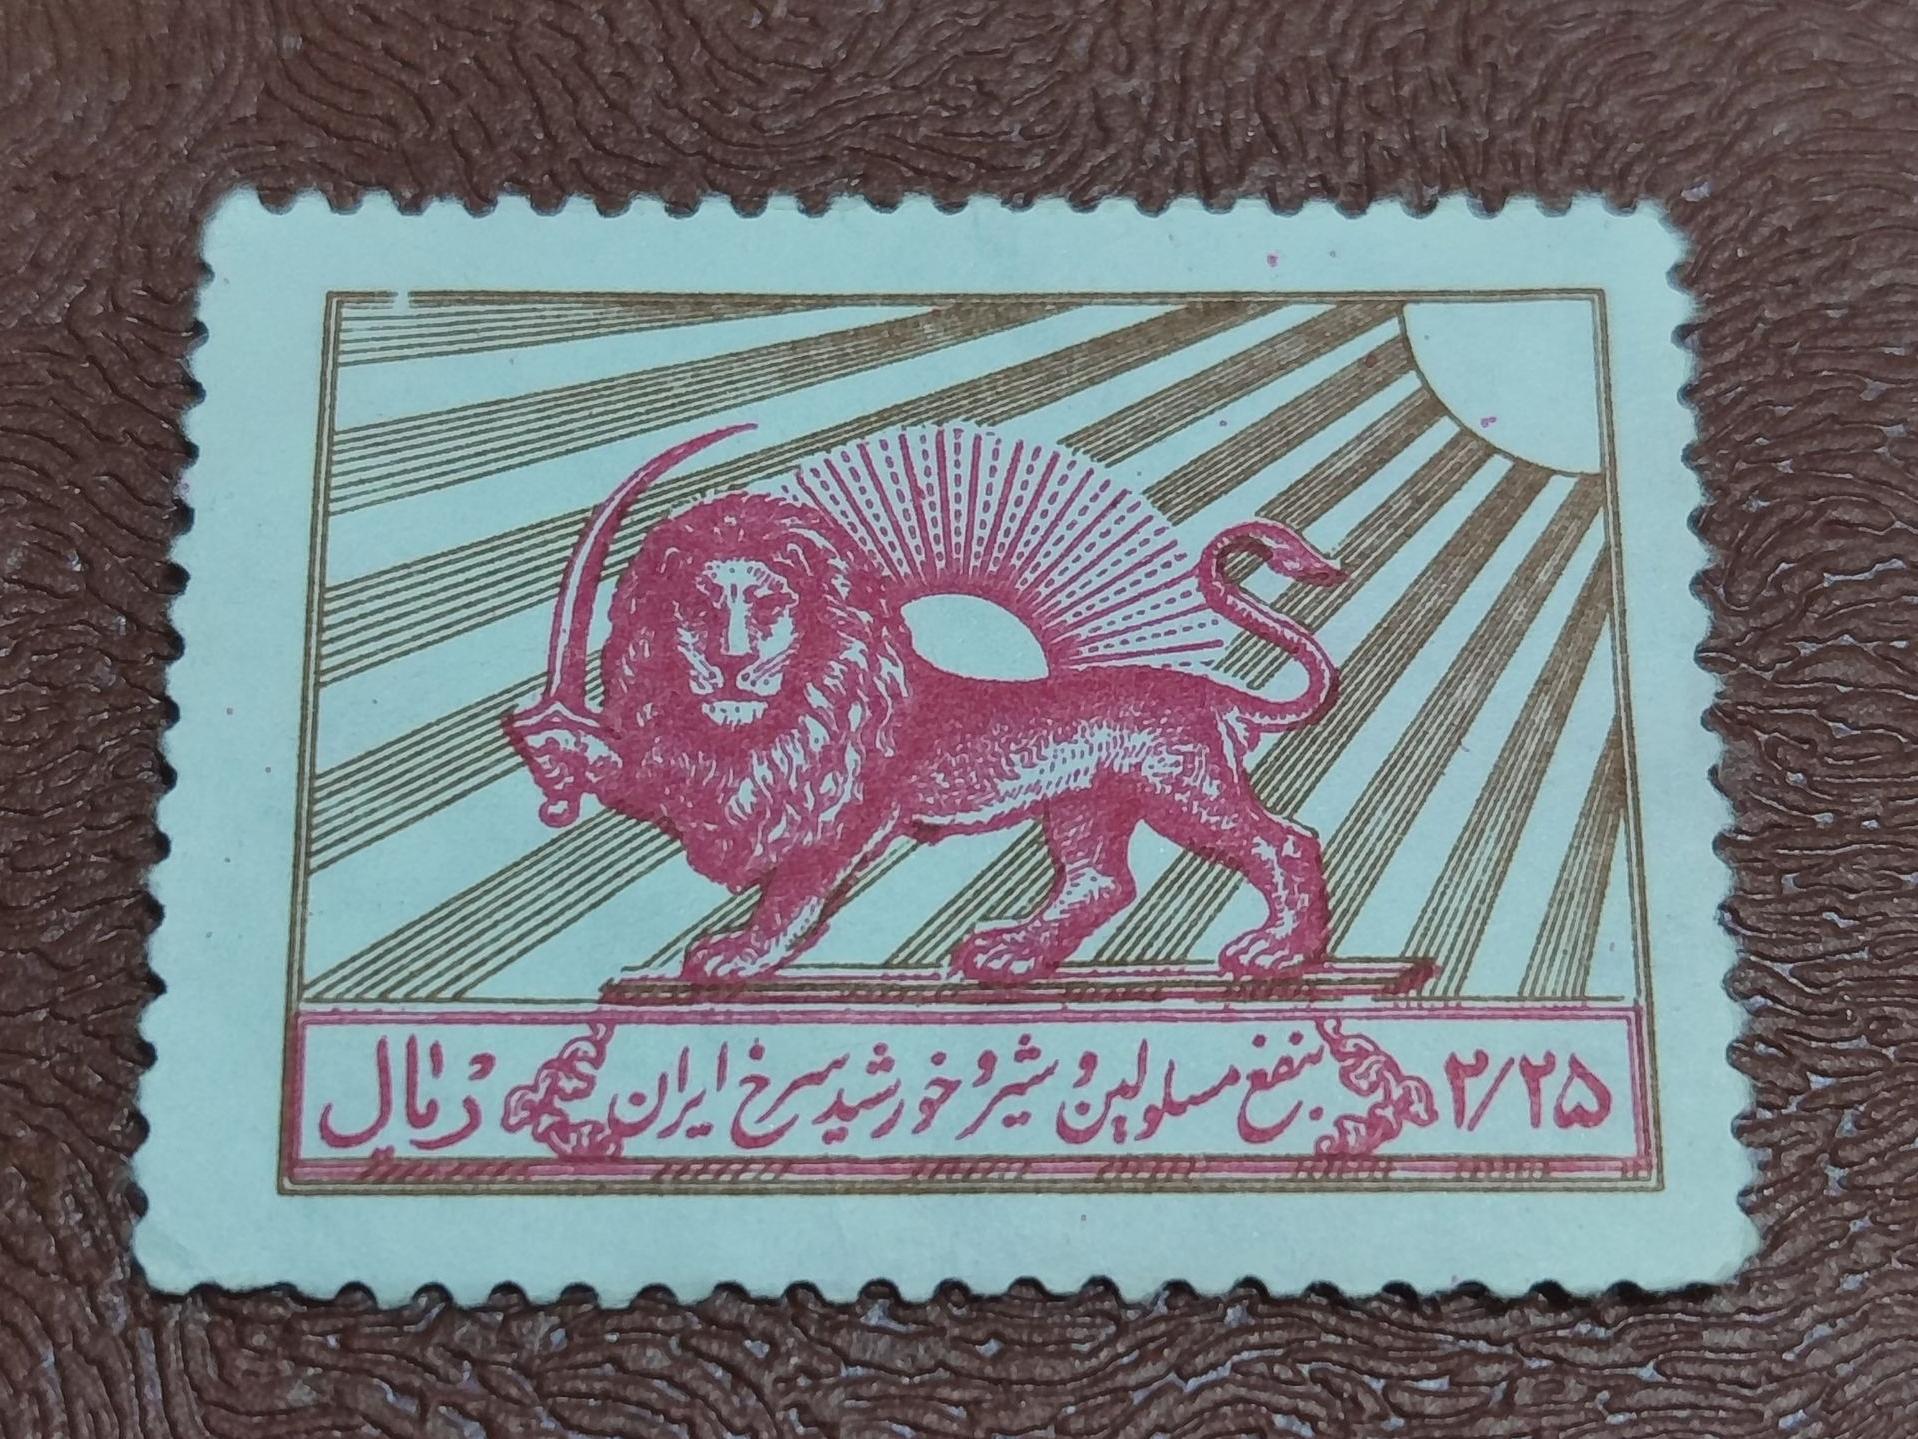 ۲/۲۵ بنفع مسلولین و شیر و خورشید سرخ ایران ریال